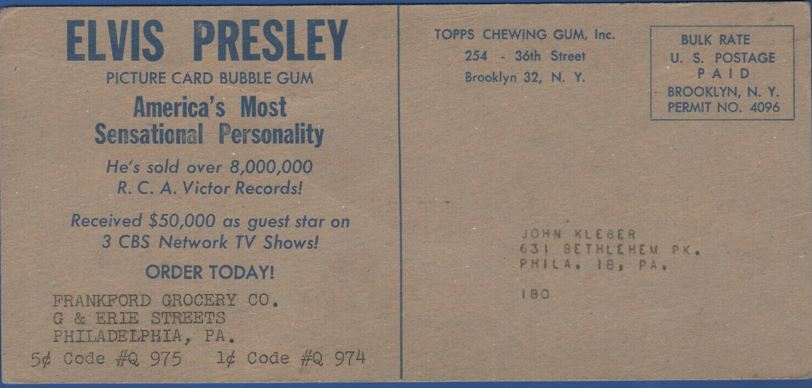 ELVIS PRESLEY
PICTURE CARD BUBBLE GUM
America's Most
Sensational Personality
He's sold over 8,000,000
R. C. A. Victor Records!
Received $50,000 as guest star on
3 CBS Network TV Shows!
ORDER TODAY!
FRANKFORD GROCERY CO.
G & ERIE STREETS
PHILADELPHIA, PA.
5¢ Code #Q 975   1¢ Code #Q 974
TOPPS CHEWING GUM, Inc.
254 - 36th Street
Brooklyn 32, N. Y.
BULK RATE
U. S. POSTAGE
PAID
BROOKLYN, N. Y.
PERMIT NO. 4096
JOHN KLEBER
631 BETHLEHEM PK.
PHILA. 18, PA.
180